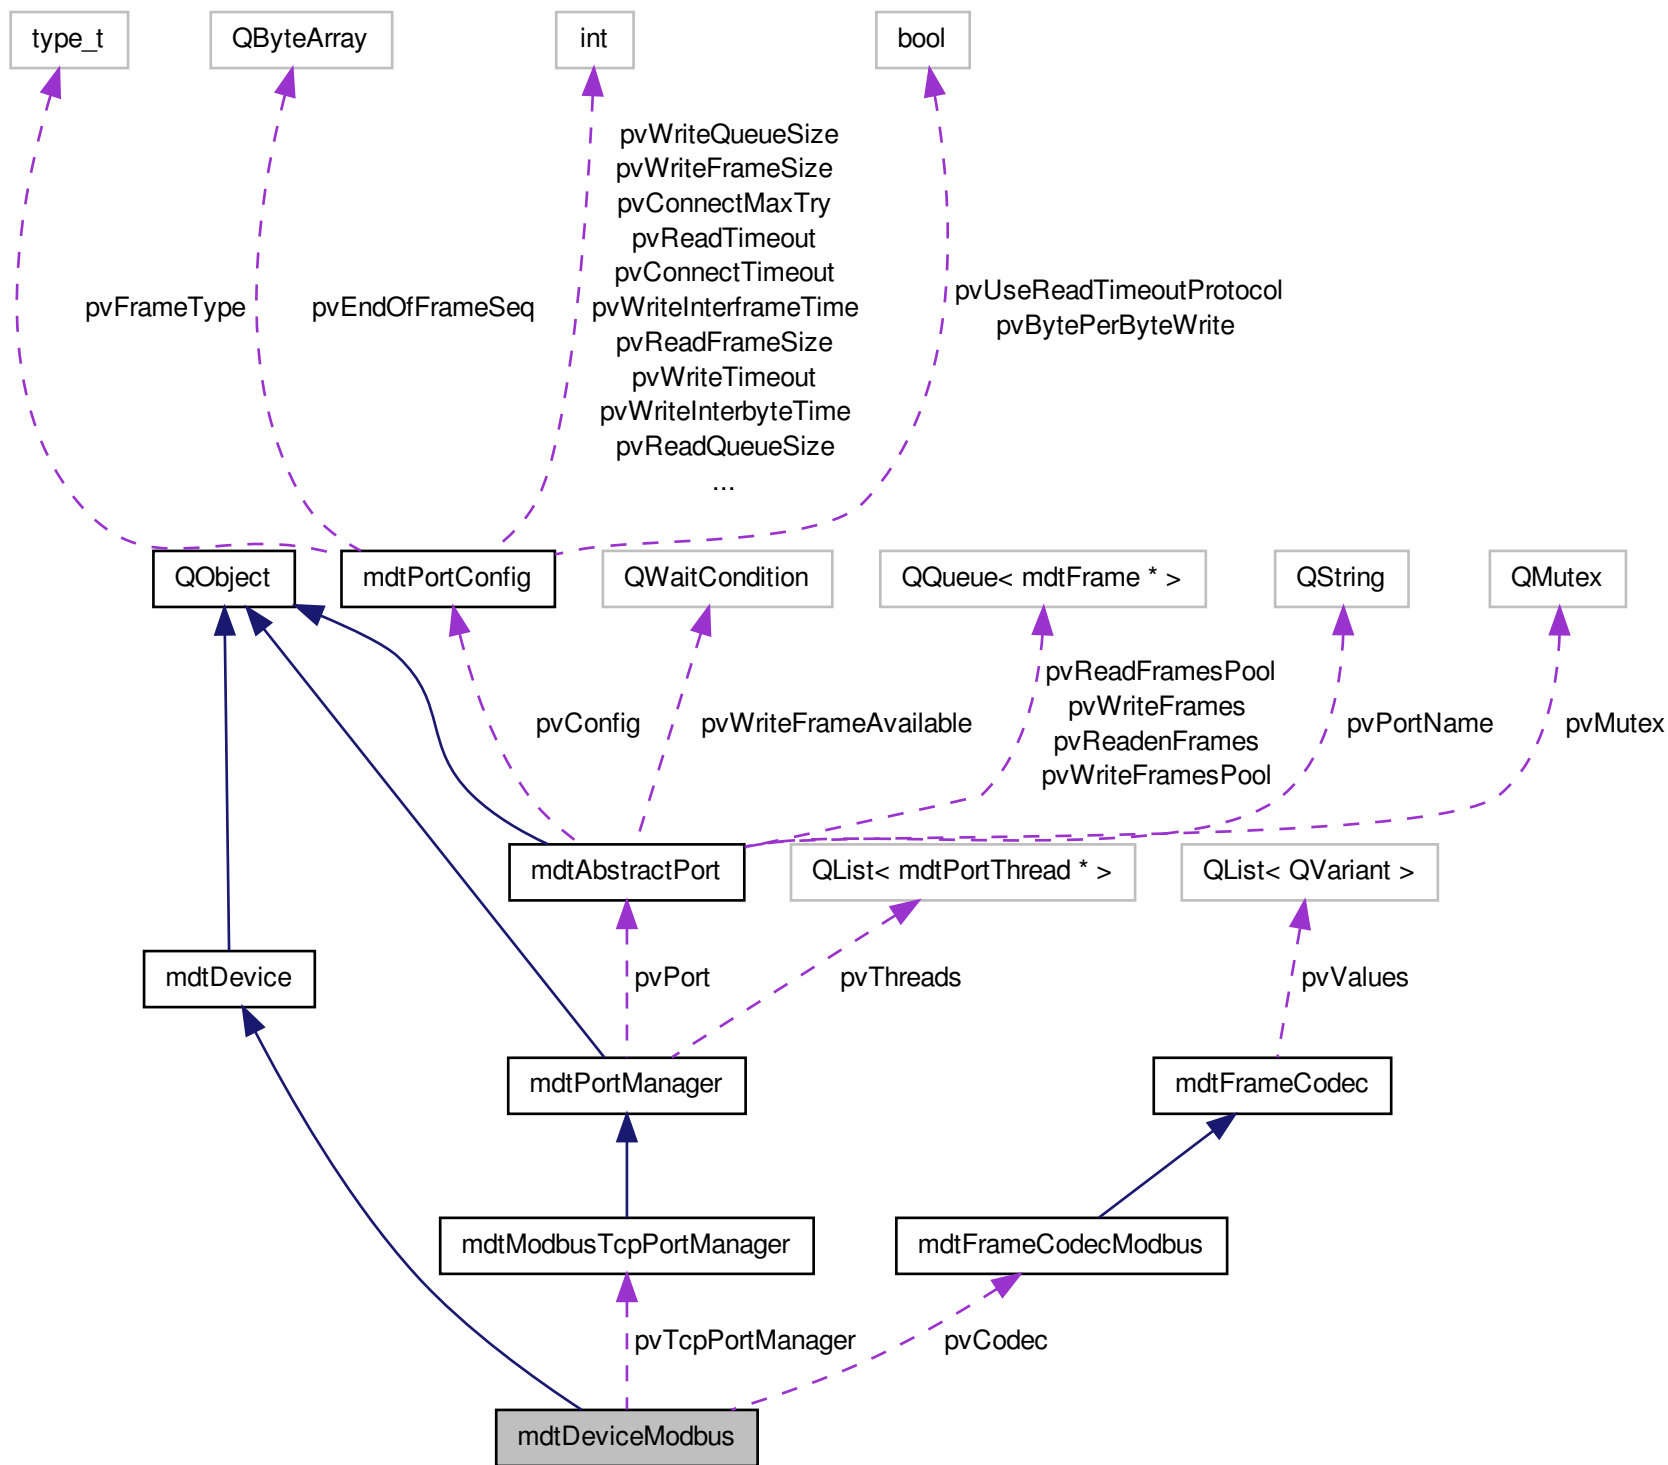 type_t
QByteArray
int
bool
pvWriteQueueSize
pvWriteFrameSize
pvConnectMaxTry
pvReadTimeout
pvConnectTimeout
pvWriteInterframeTime
pvReadFrameSize
pvWriteTimeout
pvWriteInterbyteTime
pvReadQueueSize
...
pvFrameType
pvEndOfFrameSeq
pvUseReadTimeoutProtocol
pvBytePerByteWrite
QObject
mdtPortConfig
QWaitCondition
QQueue< mdtFrame * >
QString
QMutex
pvConfig
pvWriteFrameAvailable
pvReadFramesPool
pvWriteFrames
pvReadenFrames
pvWriteFramesPool
pvPortName
pvMutex
mdtAbstractPort
QList< mdtPortThread * >
QList< QVariant >
mdtDevice
pvPort
pvThreads
pvValues
mdtPortManager
mdtFrameCodec
mdtModbusTcpPortManager
mdtFrameCodecModbus
pvTcpPortManager
pvCodec
mdtDeviceModbus